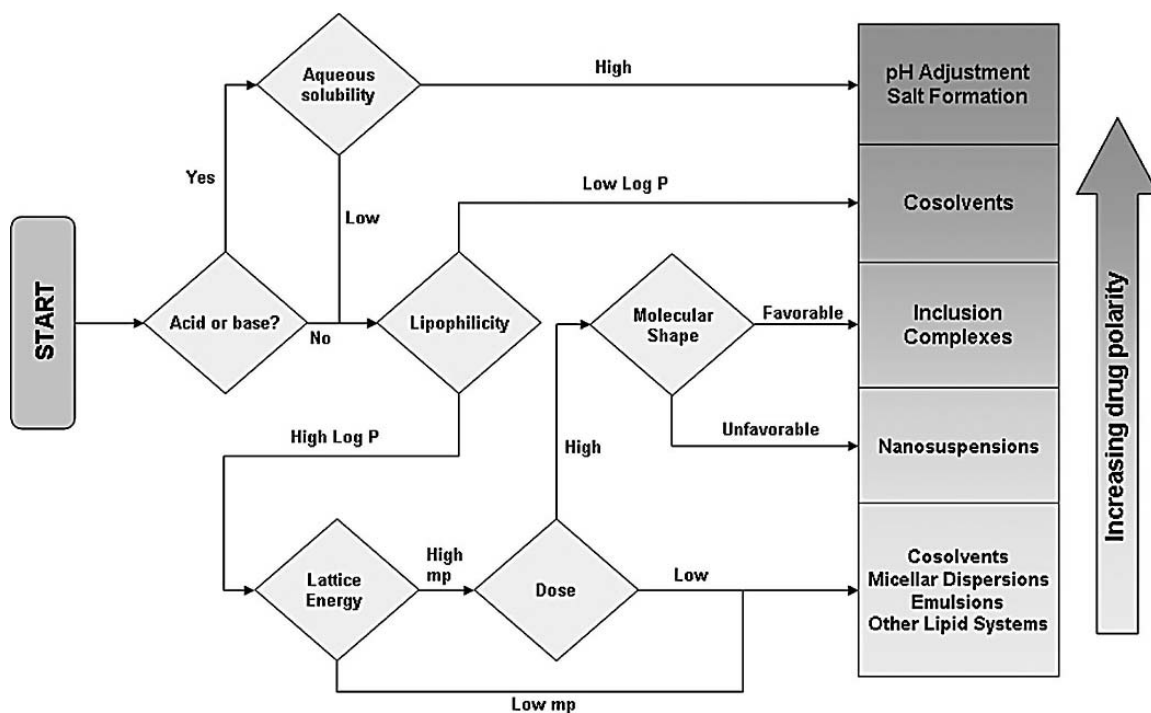 START
Acid or base?
Yes
No
Aqueous
solubility
High
Low
Lipophilicity
Low Log P
High Log P
Lattice
Energy
High
mp
Low mp
Dose
High
Low
Molecular
Shape
Favorable
Unfavorable
pH Adjustment
Salt Formation
Cosolvents
Inclusion
Complexes
Nanosuspensions
Cosolvents
Micellar Dispersions
Emulsions
Other Lipid Systems
Increasing drug polarity